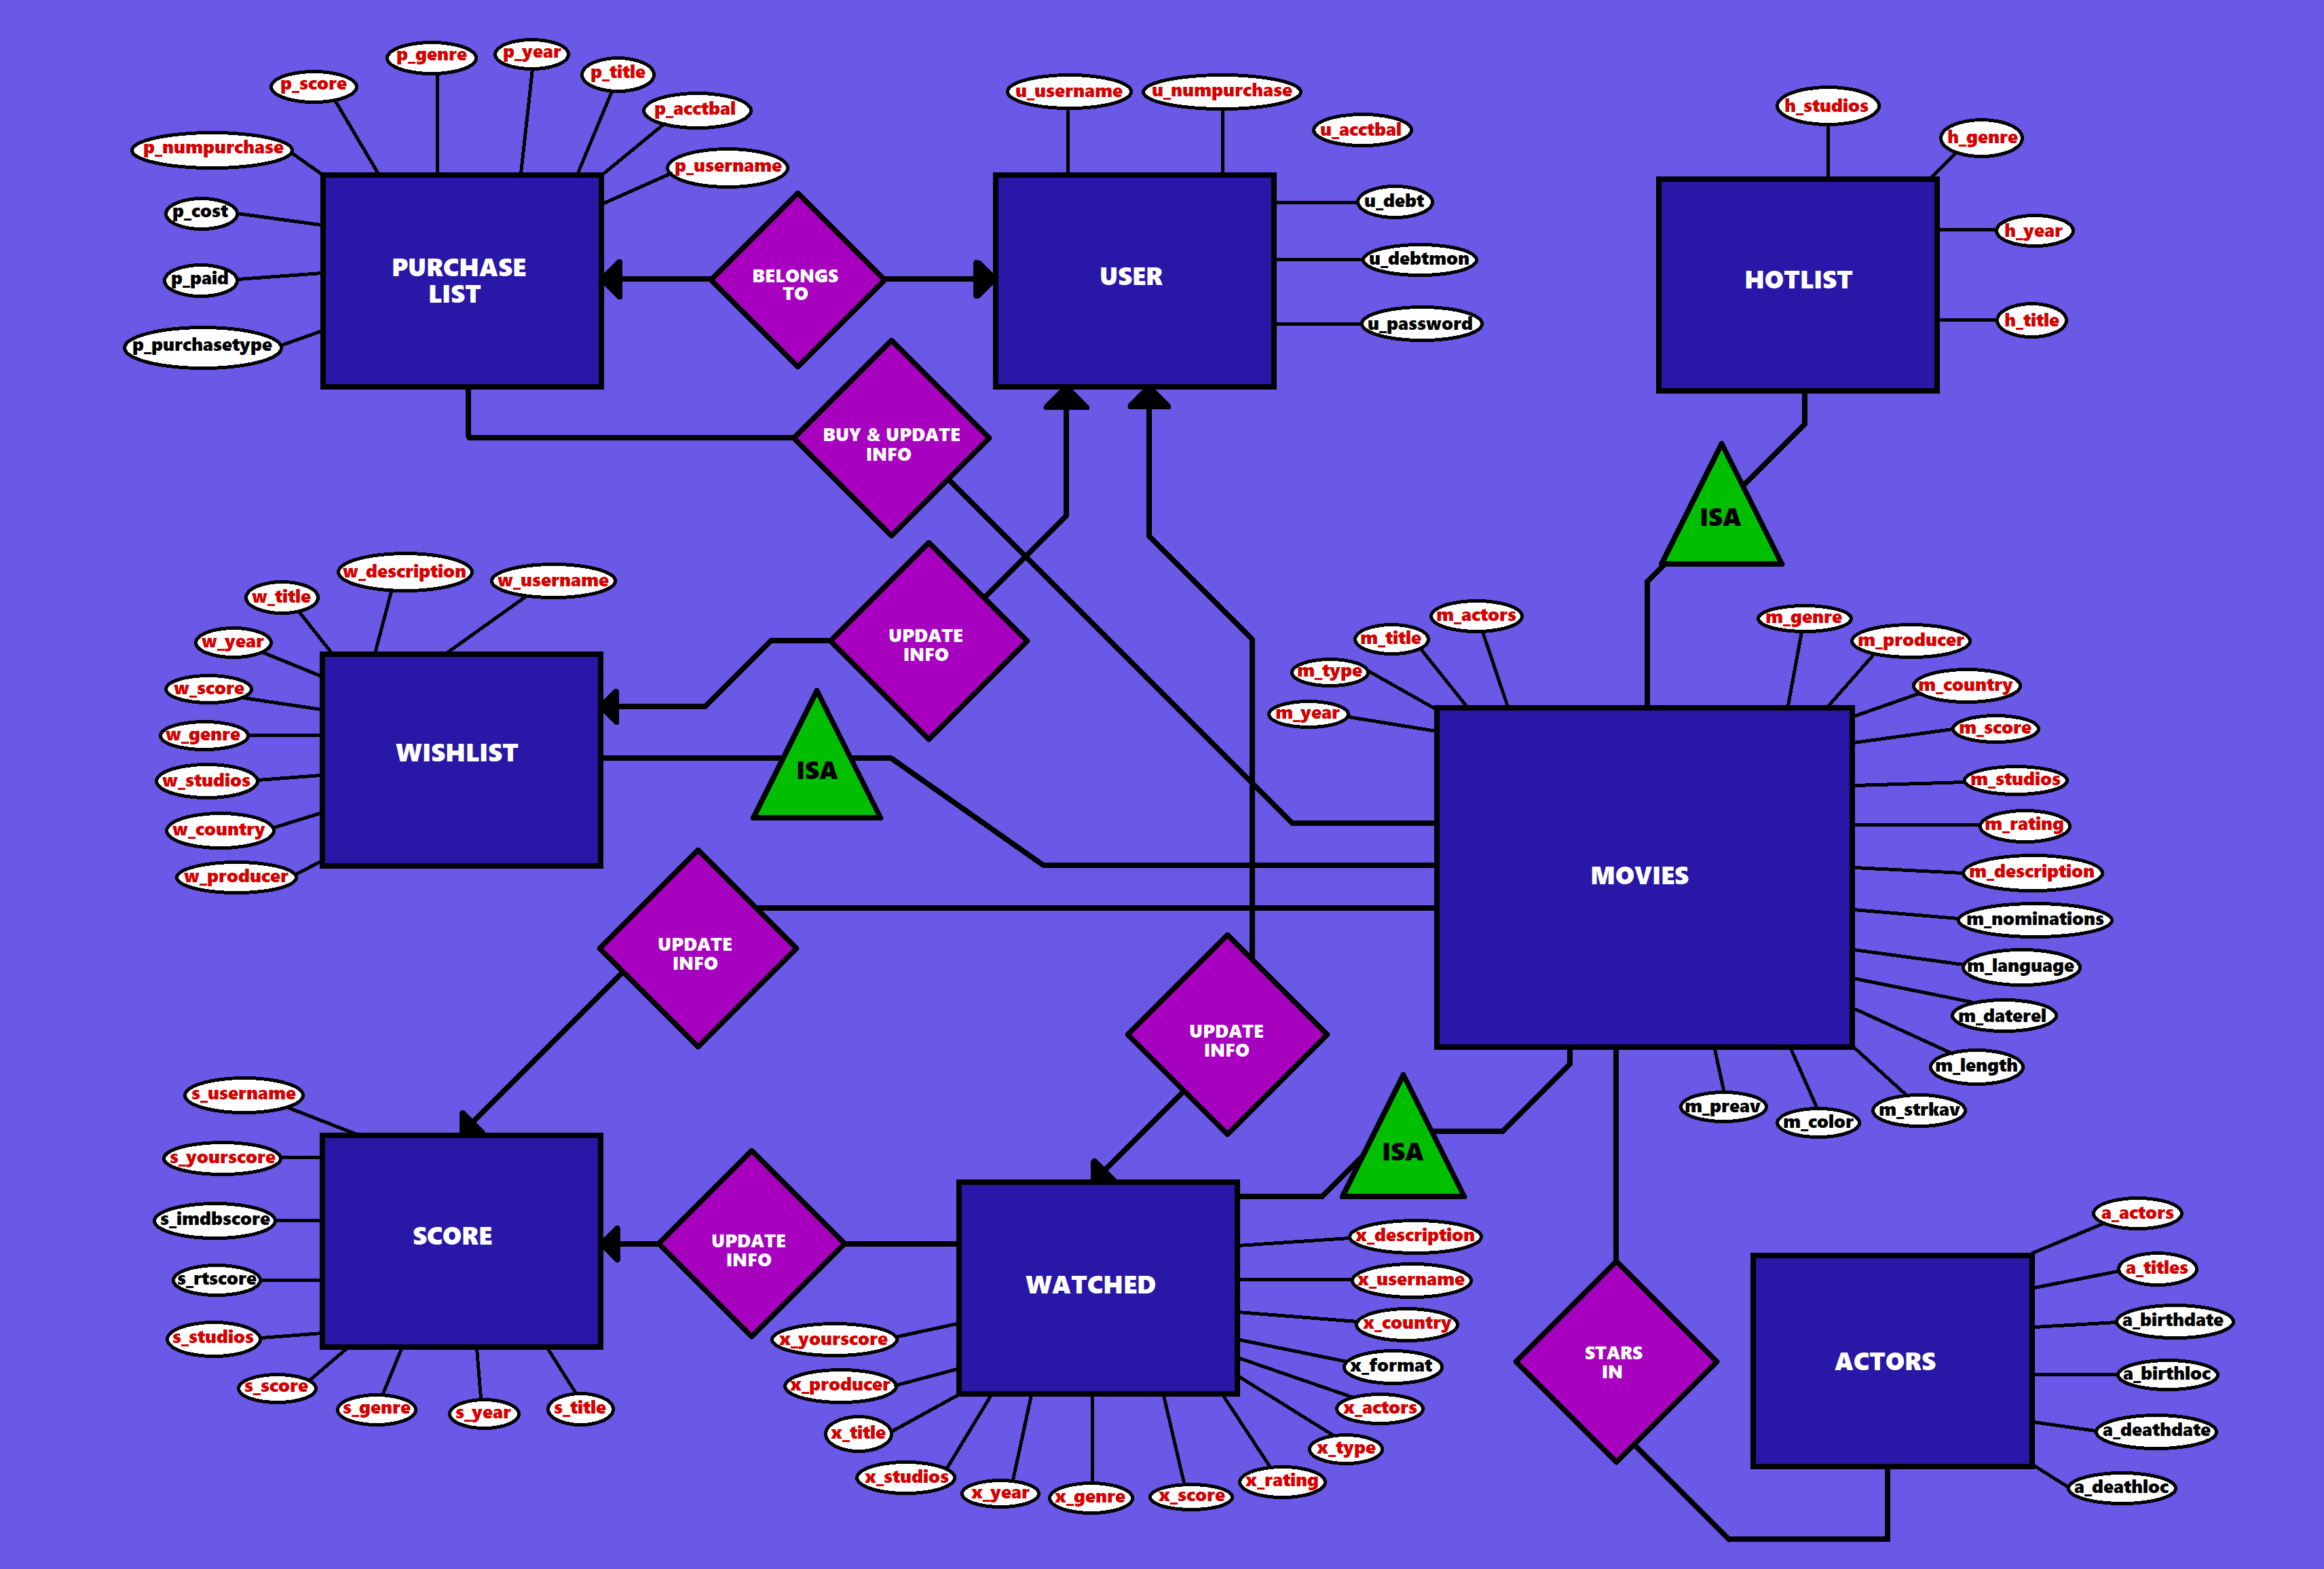 p_genre
p_year
p_title
p_score
p_acctbal
p_numpurchase
p_username
p_cost
p_paid
p_purchasetype
PURCHASE
LIST
BELONGS
TO
u_username
u_numpurchase
u_acctbal
u_debt
u_debtmon
u_password
USER
h_studios
h_genre
h_year
h_title
HOTLIST
BUY & UPDATE
INFO
ISA
w_description
w_username
w_title
w_year
w_score
w_genre
w_studios
w_country
w_producer
WISHLIST
UPDATE
INFO
ISA
m_actors
m_title
m_type
m_year
m_genre
m_producer
m_country
m_score
m_studios
m_rating
m_description
m_nominations
m_language
m_daterel
m_length
m_strkav
m_color
m_preav
MOVIES
UPDATE
INFO
UPDATE
INFO
ISA
s_username
s_yourscore
s_imdbscore
s_rtscore
s_studios
s_score
s_genre
s_year
s_title
SCORE
UPDATE
INFO
WATCHED
x_description
x_username
x_country
x_format
x_actors
x_type
x_rating
x_score
x_genre
x_year
x_studios
x_title
x_producer
x_yourscore
STARS
IN
ACTORS
a_actors
a_titles
a_birthdate
a_birthloc
a_deathdate
a_deathloc